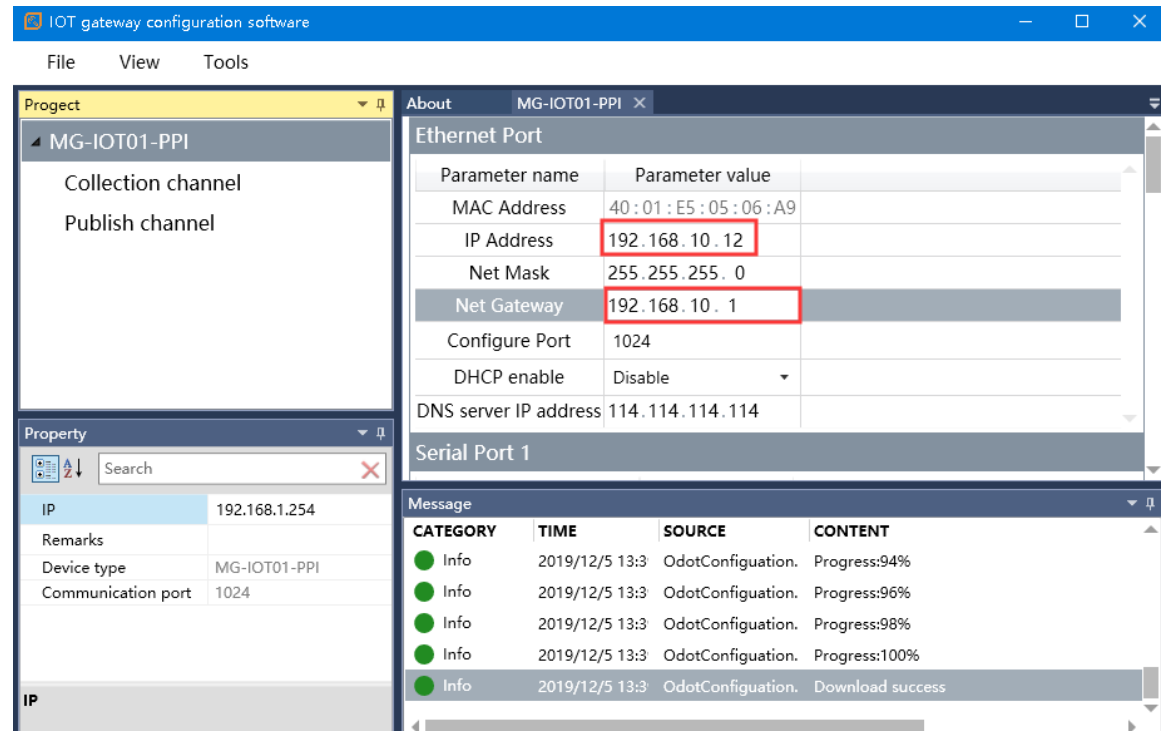 IOT gateway configuration software
File View Tools
Progect
MG-IOT01-PPI
Collection channel
Publish channel
Property
Search
IP 192.168.1.254
Remarks
Device type MG-IOT01-PPI
Communication port 1024
IP
About MG-IOT01-PPI
Ethernet Port
Parameter name Parameter value
MAC Address 40:01:E5:05:06:A9
IP Address 192.168.10.12
Net Mask 255.255.255. 0
Net Gateway 192.168.10. 1
Configure Port 1024
DHCP enable Disable
DNS server IP address 114.114.114.114
Serial Port 1
Message
CATEGORY TIME SOURCE CONTENT
Info 2019/12/5 13:3 OdotConfiguation. Progress:94%
Info 2019/12/5 13:3 OdotConfiguation. Progress:96%
Info 2019/12/5 13:3 OdotConfiguation. Progress:98%
Info 2019/12/5 13:3 OdotConfiguation. Progress:100%
Info 2019/12/5 13:3 OdotConfiguation. Download success